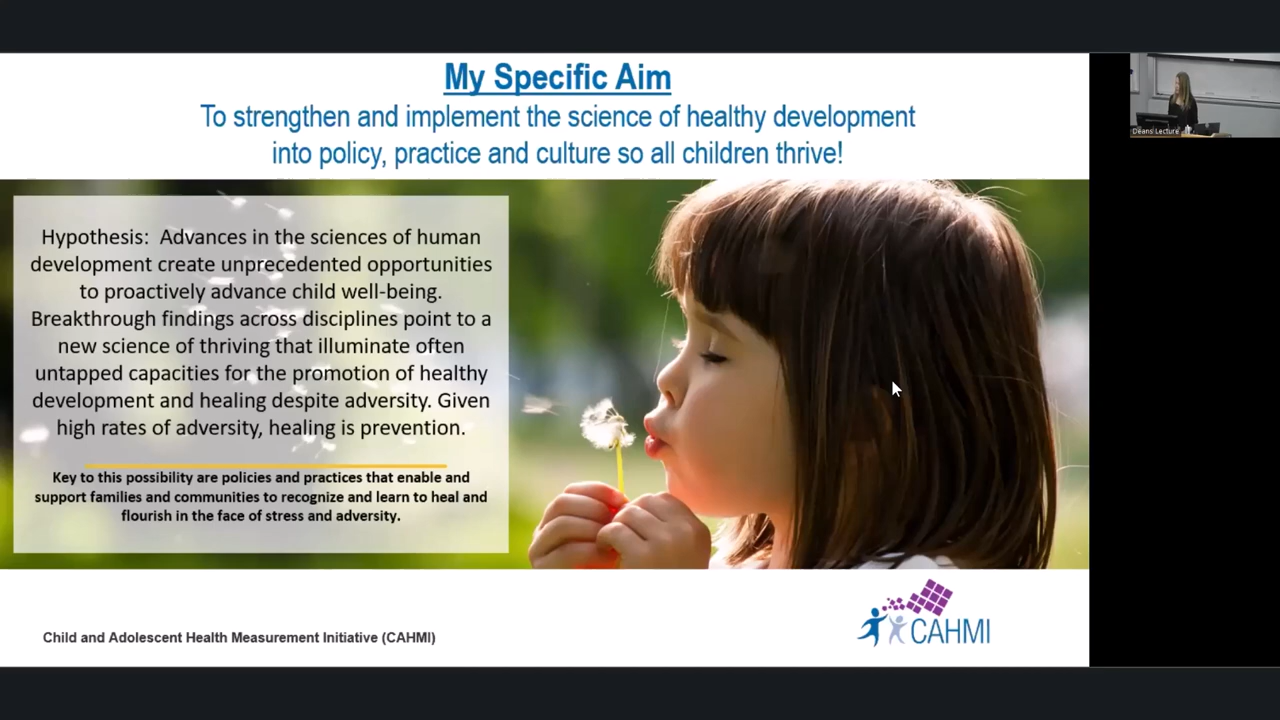 My Specific Aim
To strengthen and implement the science of healthy development
into policy, practice and culture so all children thrive!
Deans Lecture
Hypothesis:  Advances in the sciences of human
development create unprecedented opportunities
to proactively advance child well-being.
Breakthrough findings across disciplines point to a
new science of thriving that illuminate often
untapped capacities for the promotion of healthy
development and healing despite adversity. Given
high rates of adversity, healing is prevention.
Key to this possibility are policies and practices that enable and
support families and communities to recognize and learn to heal and
flourish in the face of stress and adversity.
Child and Adolescent Health Measurement Initiative (CAHMI)
CAHMI